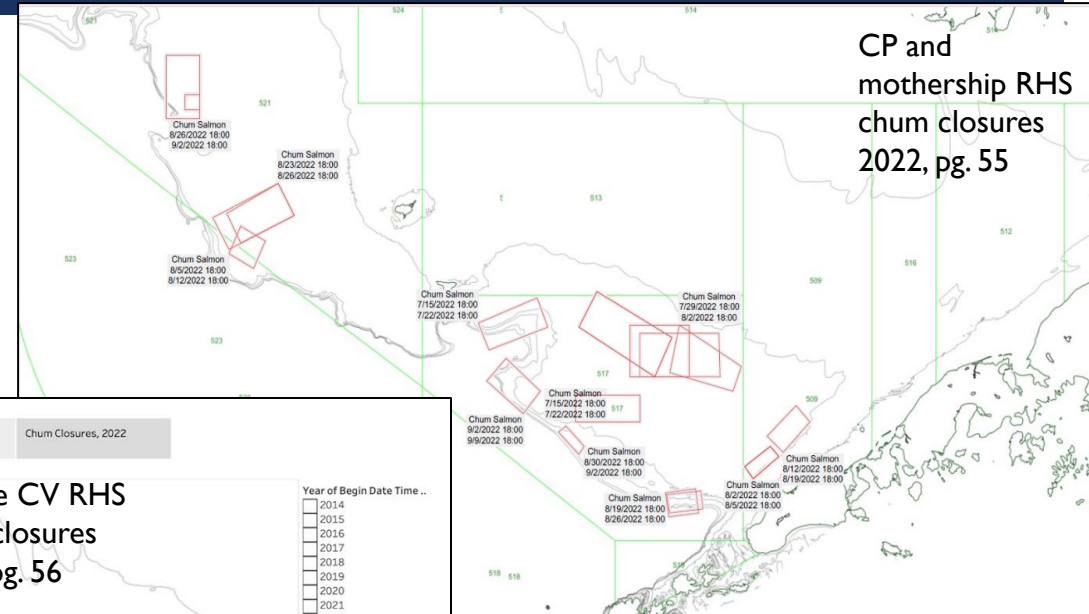 CP and
mothership RHS
chum closures
2022, pg. 55
524
514
521
521
Chum Salmon
8/26/2022 18:00
9/2/2022 18:00
Chum Salmon
8/23/2022 18:00
8/26/2022 18:00
513
512
516
509
523
Chum Salmon
8/5/2022 18:00
8/12/2022 18:00
Chum Salmon
7/15/2022 18:00
7/22/2022 18:00
Chum Salmon
7/29/2022 18:00
8/2/2022 18:00
523
517
Chum Salmon
7/15/2022 18:00
7/22/2022 18:00
517
509
Chum Salmon
9/2/2022 18:00
9/9/2022 18:00
Chum Salmon
8/30/2022 18:00
9/2/2022 18:00
Chum Salmon
8/12/2022 18:00
8/19/2022 18:00
Chum Salmon
8/2/2022 18:00
8/5/2022 18:00
Chum Salmon
8/19/2022 18:00
8/26/2022 18:00
518 518
Chum Closures, 2022
e CV RHS
closures
g. 56
Year of Begin Date Time ..
2014
2015
2016
2017
2018
2019
2020
2021